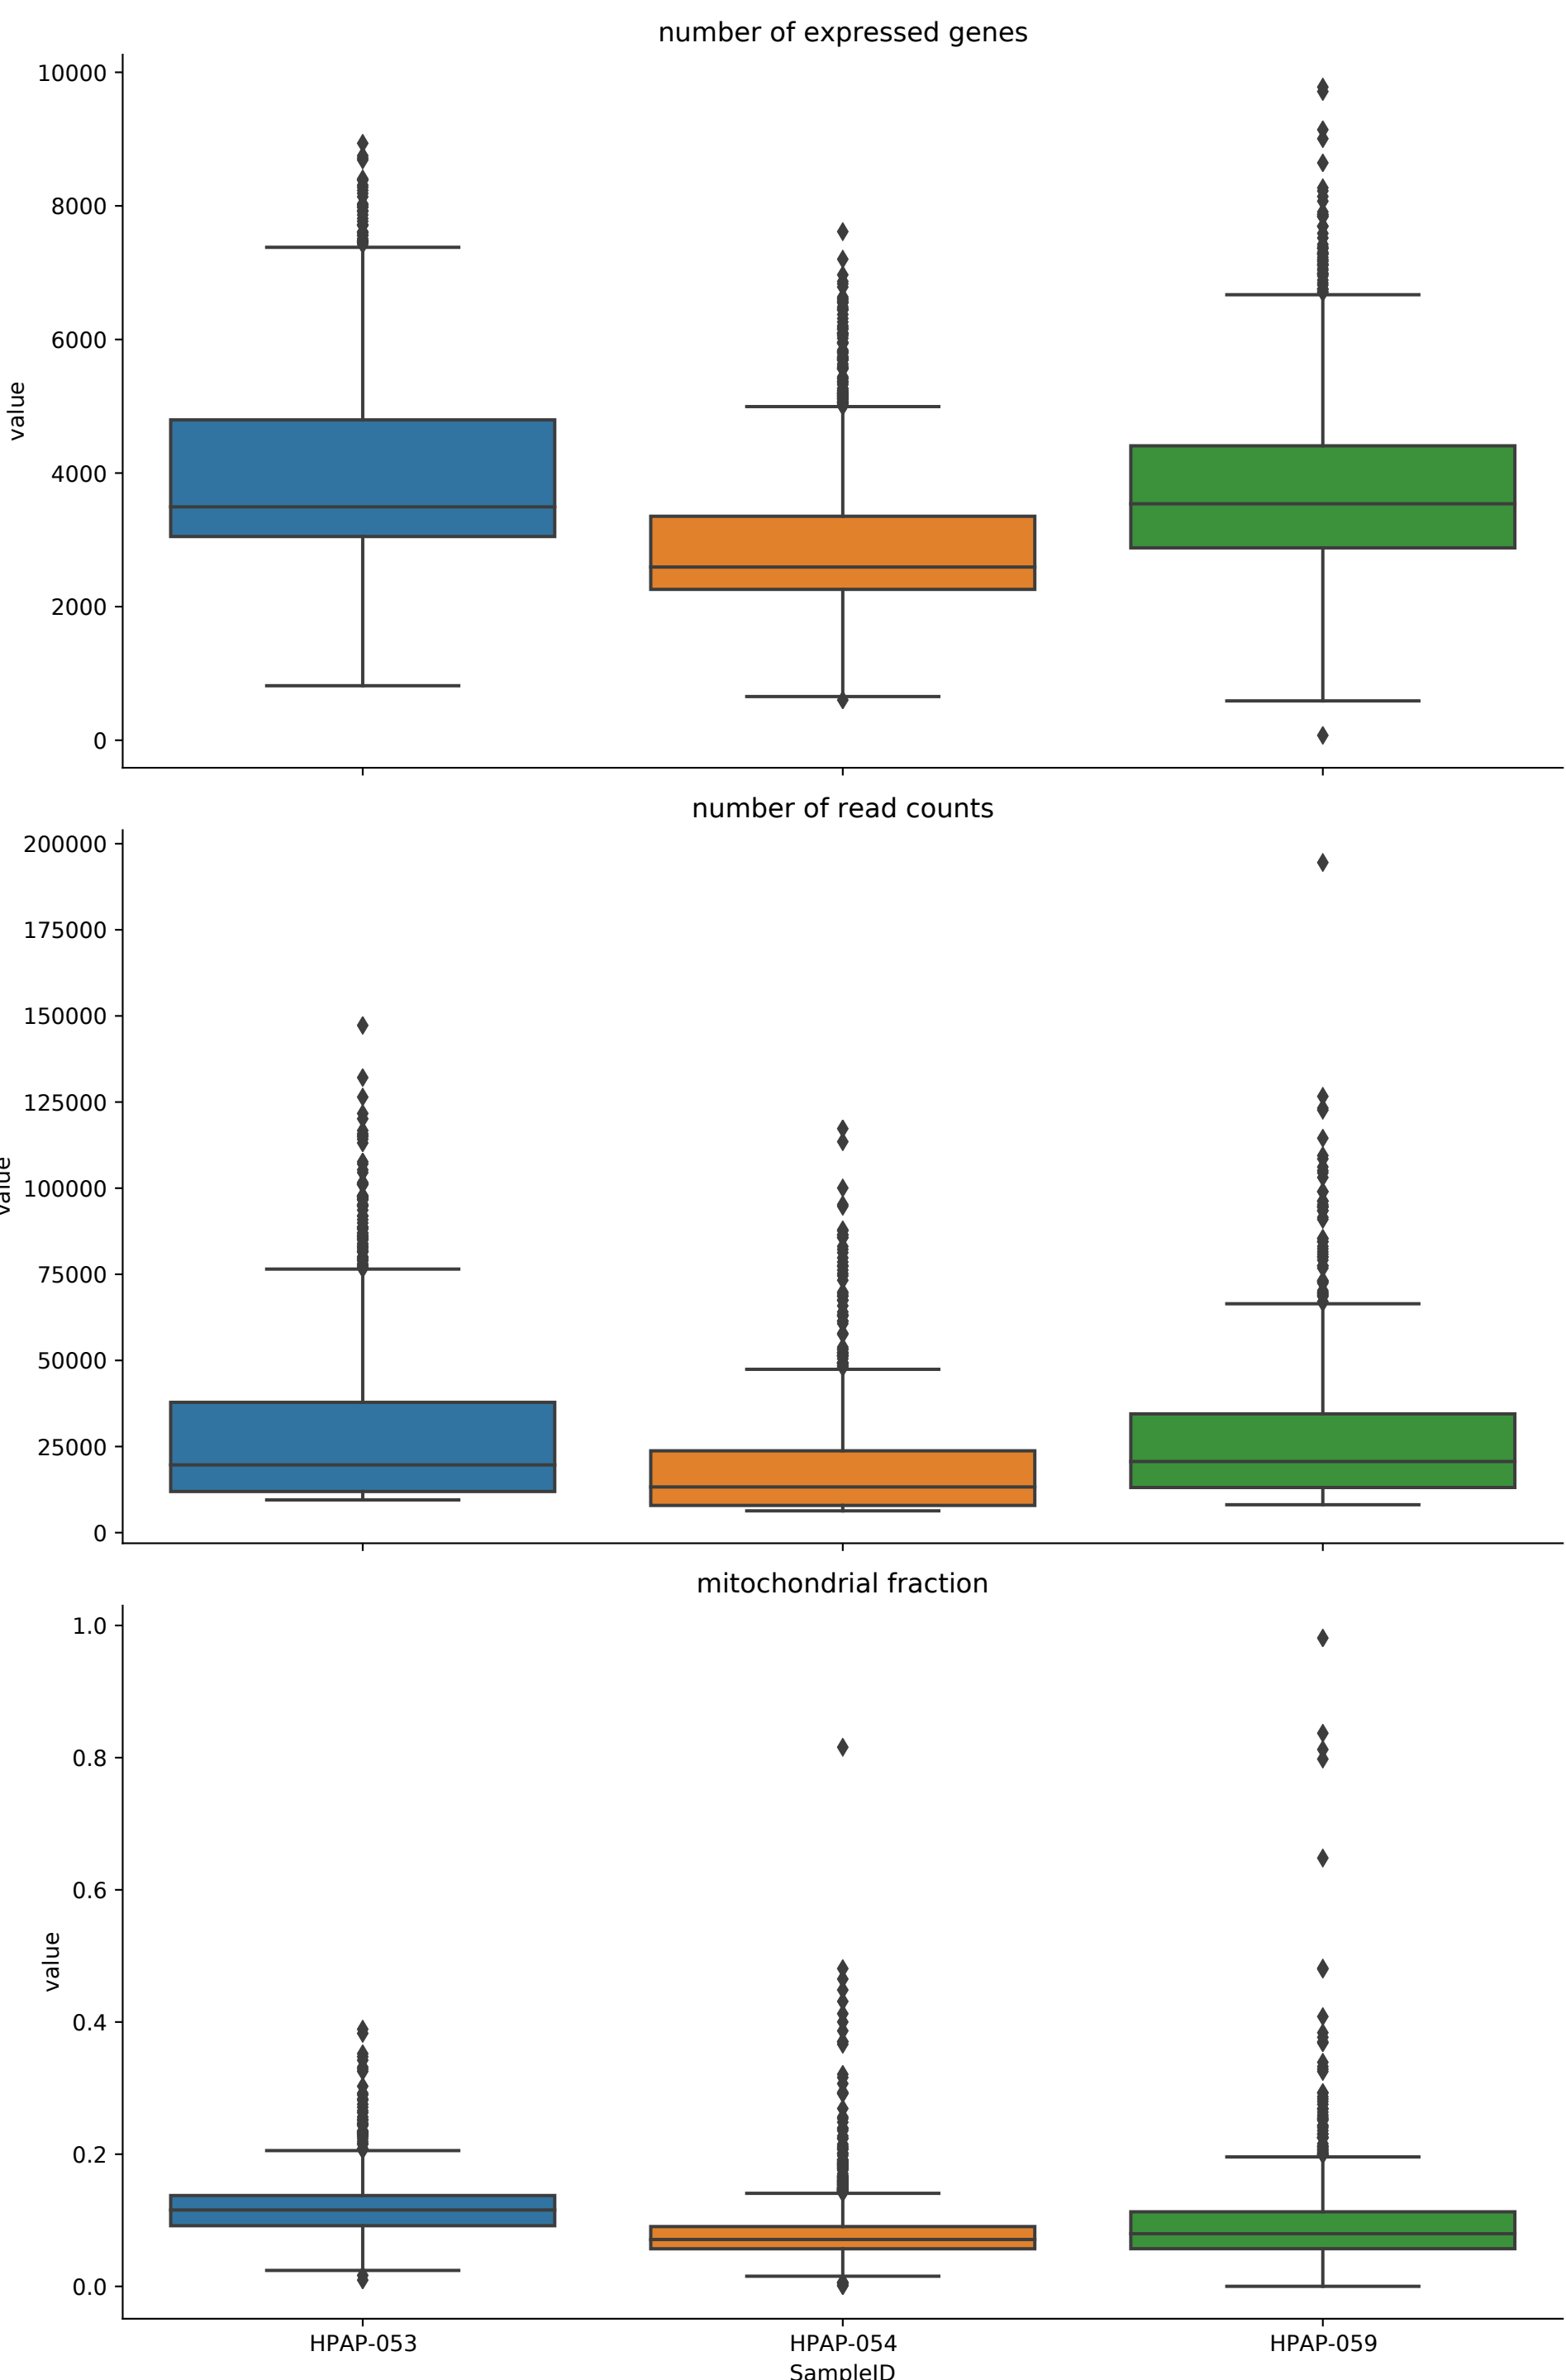 number of expressed genes
10000
8000
6000
4000
2000
0
value
number of read counts
200000
175000
150000
125000
100000
75000
50000
25000
0
value
mitochondrial fraction
1.0
0.8
0.6
0.4
0.2
0.0
value
HPAP-053 HPAP-054 HPAP-059
SampleID